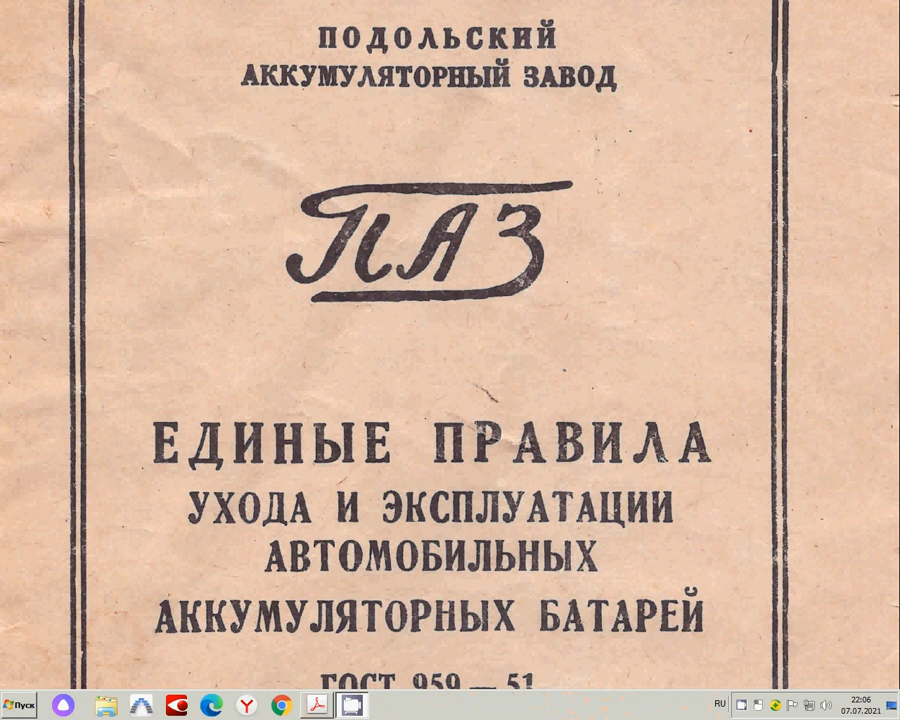 ПОДОЛЬСКИЙ
АККУМУЛЯТОРНЫЙ ЗАВОД
ПАЗ
ЕДИНЫЕ ПРАВИЛА
УХОДА И ЭКСПЛУАТАЦИИ
АВТОМОБИЛЬНЫХ
АККУМУЛЯТОРНЫХ БАТАРЕЙ
ГОСТ 959 — 51
Пуск
RU
22:06
07.07.2021